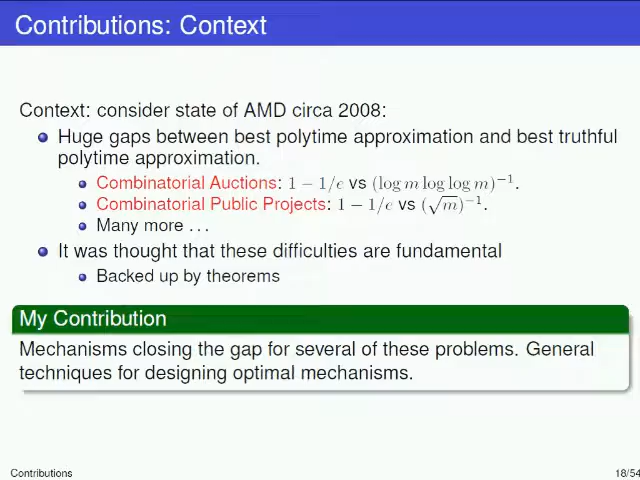 Contributions: Context
Context: consider state of AMD circa 2008:
Huge gaps between best polytime approximation and best truthful
polytime approximation.
Combinatorial Auctions: 1 − 1/e vs (log m log log m)⁻¹.
Combinatorial Public Projects: 1 − 1/e vs (√m)⁻¹.
Many more . . .
It was thought that these difficulties are fundamental
Backed up by theorems
My Contribution
Mechanisms closing the gap for several of these problems. General
techniques for designing optimal mechanisms.
Contributions 18/54